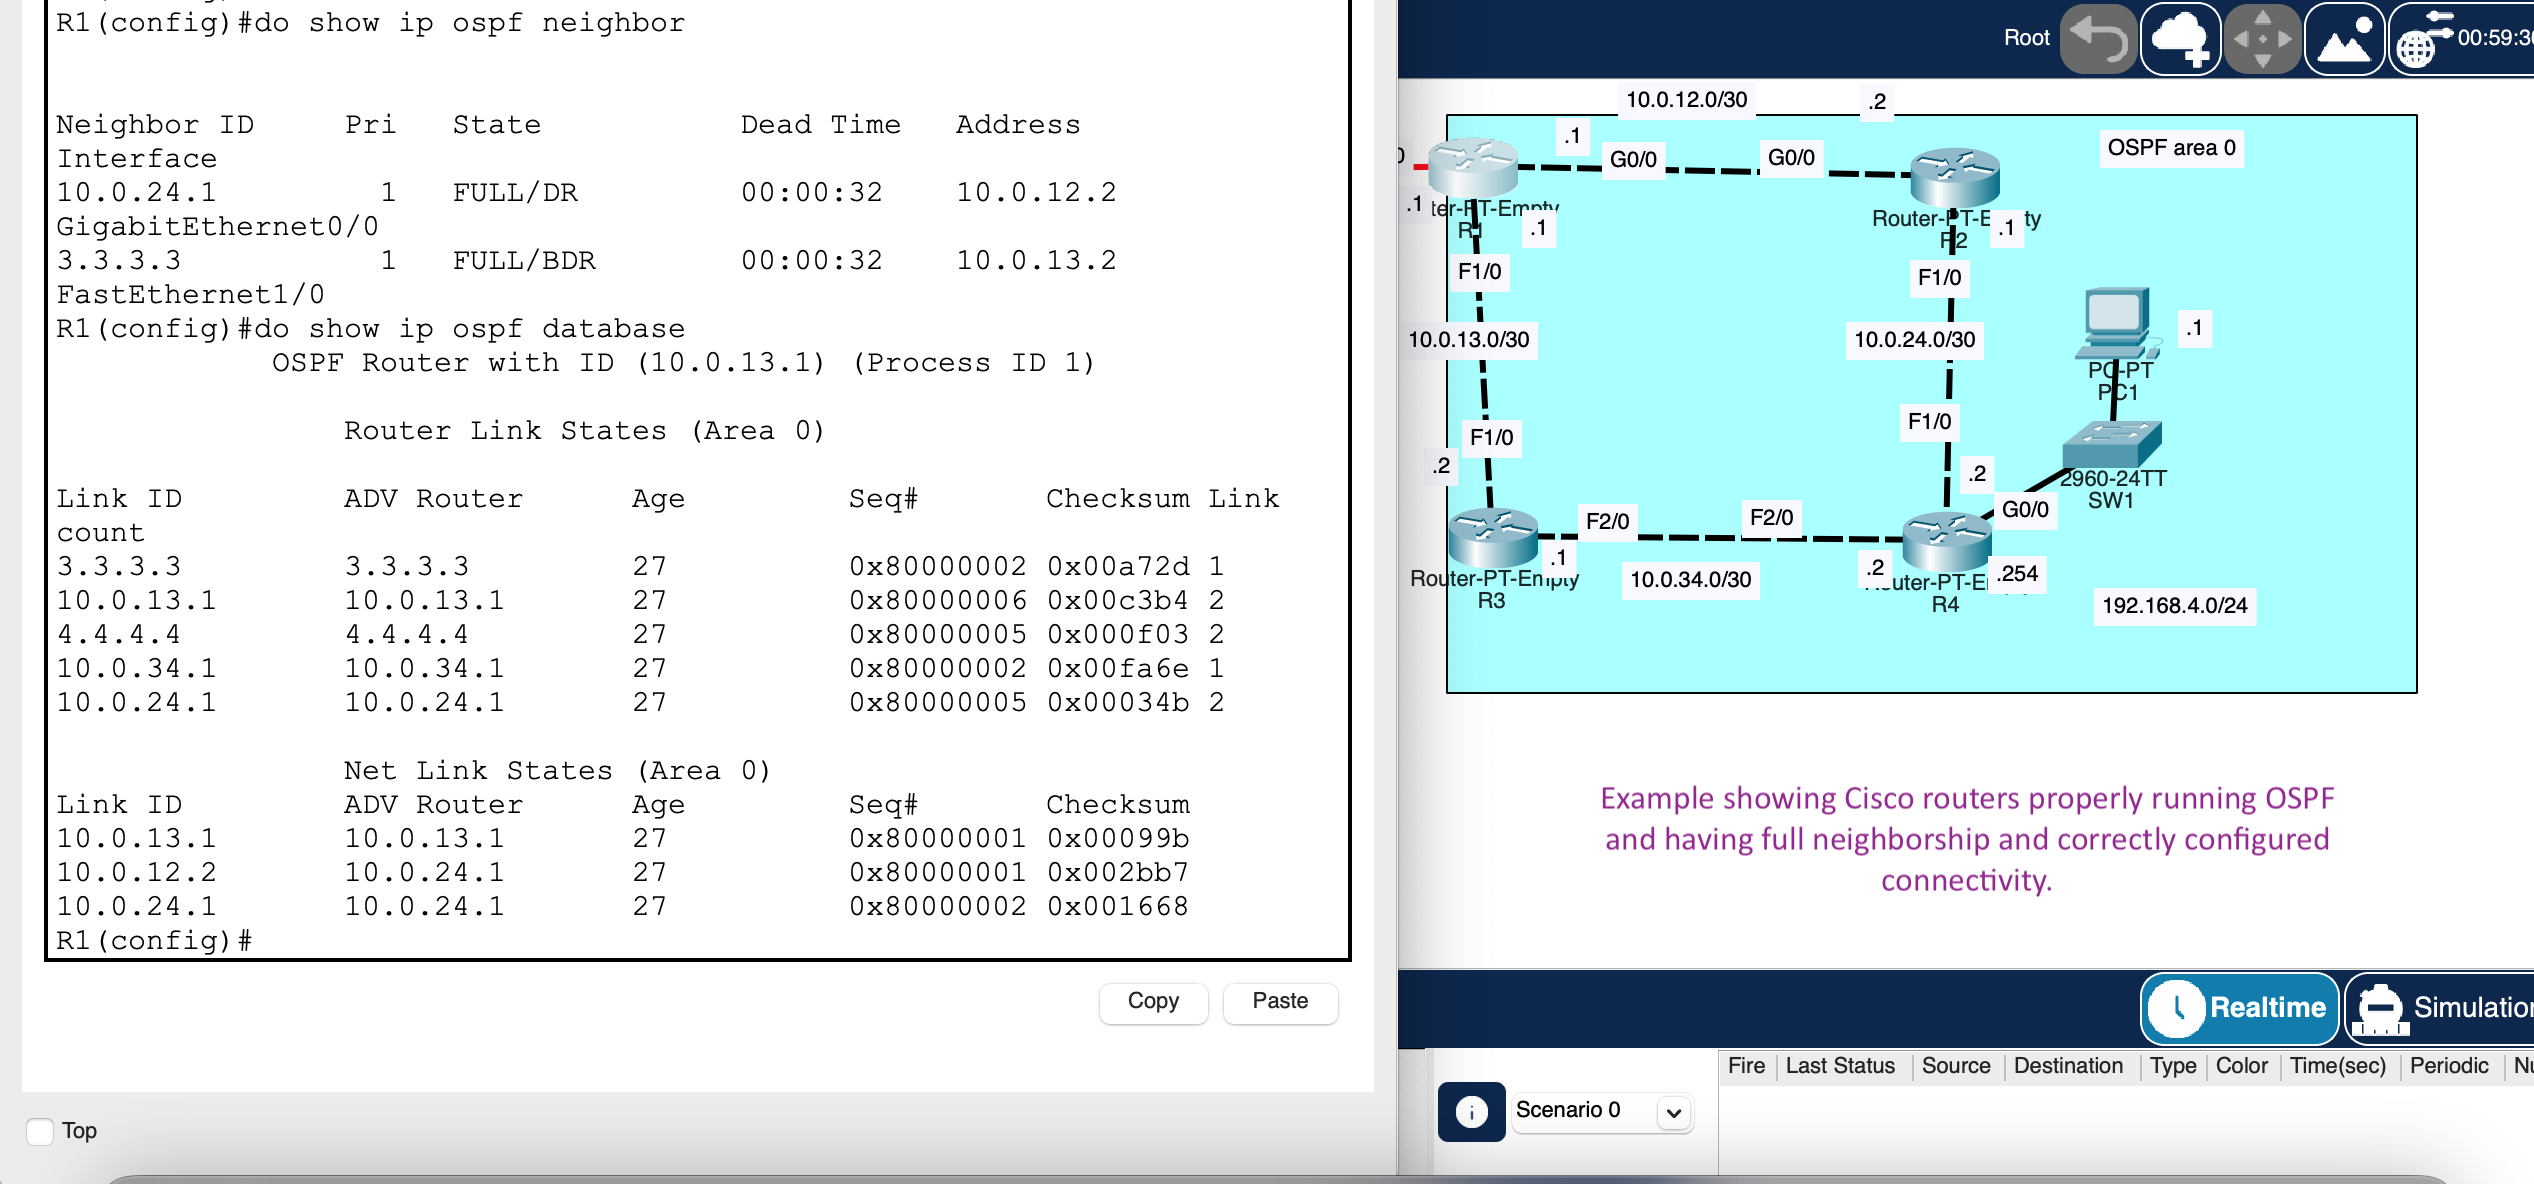 R1(config)#do show ip ospf neighbor
Neighbor ID Pri State Dead Time Address
Interface
10.0.24.1 1 FULL/DR 00:00:32 10.0.12.2
GigabitEthernet0/0
3.3.3.3 1 FULL/BDR 00:00:32 10.0.13.2
FastEthernet1/0
R1(config)#do show ip ospf database
OSPF Router with ID (10.0.13.1) (Process ID 1)
Router Link States (Area 0)
Link ID ADV Router Age Seq# Checksum Link
count
3.3.3.3 3.3.3.3 27 0x80000002 0x00a72d 1
10.0.13.1 10.0.13.1 27 0x80000006 0x00c3b4 2
4.4.4.4 4.4.4.4 27 0x80000005 0x000f03 2
10.0.34.1 10.0.34.1 27 0x80000002 0x00fa6e 1
10.0.24.1 10.0.24.1 27 0x80000005 0x00034b 2
Net Link States (Area 0)
Link ID ADV Router Age Seq# Checksum
10.0.13.1 10.0.13.1 27 0x80000001 0x00099b
10.0.12.2 10.0.24.1 27 0x80000001 0x002bb7
10.0.24.1 10.0.24.1 27 0x80000002 0x001668
R1(config)#
Copy Paste
Top
Root 00:59:3
10.0.12.0/30 .2
.1
G0/0 G0/0
OSPF area 0
.1 ter-PT-Empty
R1 .1
Router-PT-Empty
R2 .1
F1/0 F1/0
10.0.13.0/30 10.0.24.0/30
.1
PC-PT
PC1
F1/0 F1/0
.2 .2
2960-24TT
SW1
G0/0
F2/0 F2/0
.1 .2 .254
Router-PT-Empty
R3
10.0.34.0/30
uter-PT-E
R4
192.168.4.0/24
Example showing Cisco routers properly running OSPF
and having full neighborship and correctly configured
connectivity.
Realtime Simulation
Fire Last Status Source Destination Type Color Time(sec) Periodic Nu
Scenario 0